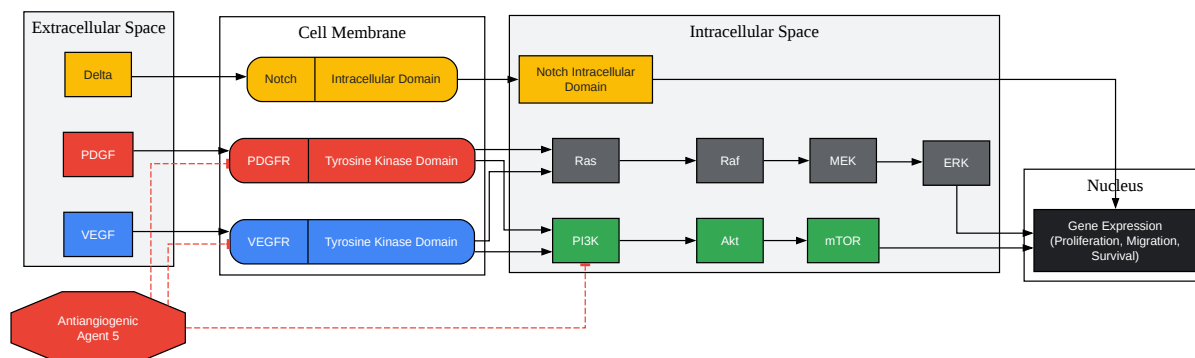 Extracellular Space
Cell Membrane
Intracellular Space
Delta
Notch
Intracellular Domain
Notch Intracellular
Domain
PDGF
PDGFR
Tyrosine Kinase Domain
Ras
Raf
MEK
ERK
Nucleus
VEGF
VEGFR
Tyrosine Kinase Domain
PI3K
Akt
mTOR
Gene Expression
(Proliferation, Migration,
Survival)
Antiangiogenic
Agent 5